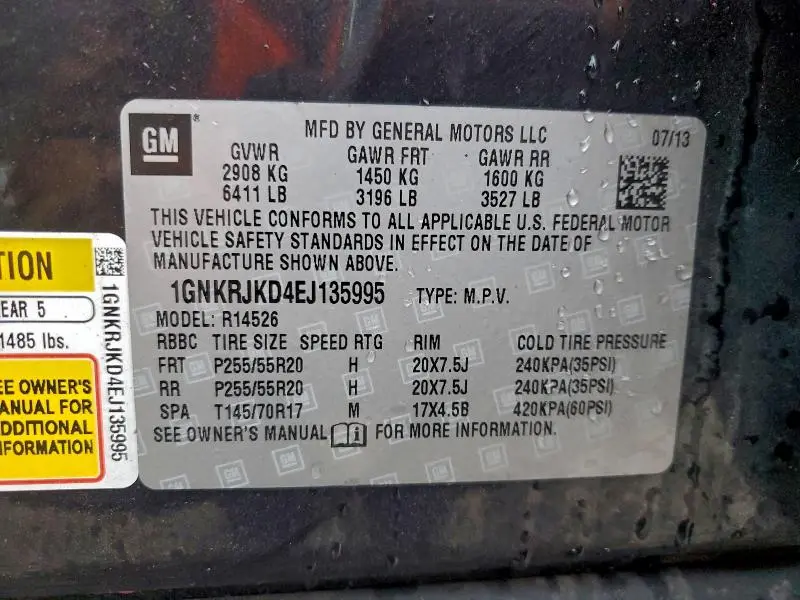 GM
MFD BY GENERAL MOTORS LLC 07/13
GVWR GAWR FRT GAWR RR
2908 KG 1450 KG 1600 KG
6411 LB 3196 LB 3527 LB
THIS VEHICLE CONFORMS TO ALL APPLICABLE U.S. FEDERAL MOTOR
VEHICLE SAFETY STANDARDS IN EFFECT ON THE DATE OF
MANUFACTURE SHOWN ABOVE.
1GNKRJKD4EJ135995 TYPE: M.P.V.
MODEL: R14526
RBBC TIRE SIZE SPEED RTG RIM COLD TIRE PRESSURE
FRT P255/55R20 H 20X7.5J 240KPA(35PSI)
RR P255/55R20 H 20X7.5J 240KPA(35PSI)
SPA T145/70R17 M 17X4.5B 420KPA(60PSI)
SEE OWNER'S MANUAL FOR MORE INFORMATION.
TION
EAR 5
1485 lbs.
EE OWNER'S
ANUAL FOR
DDITIONAL
NFORMATION
1GNKRJKD4EJ135995